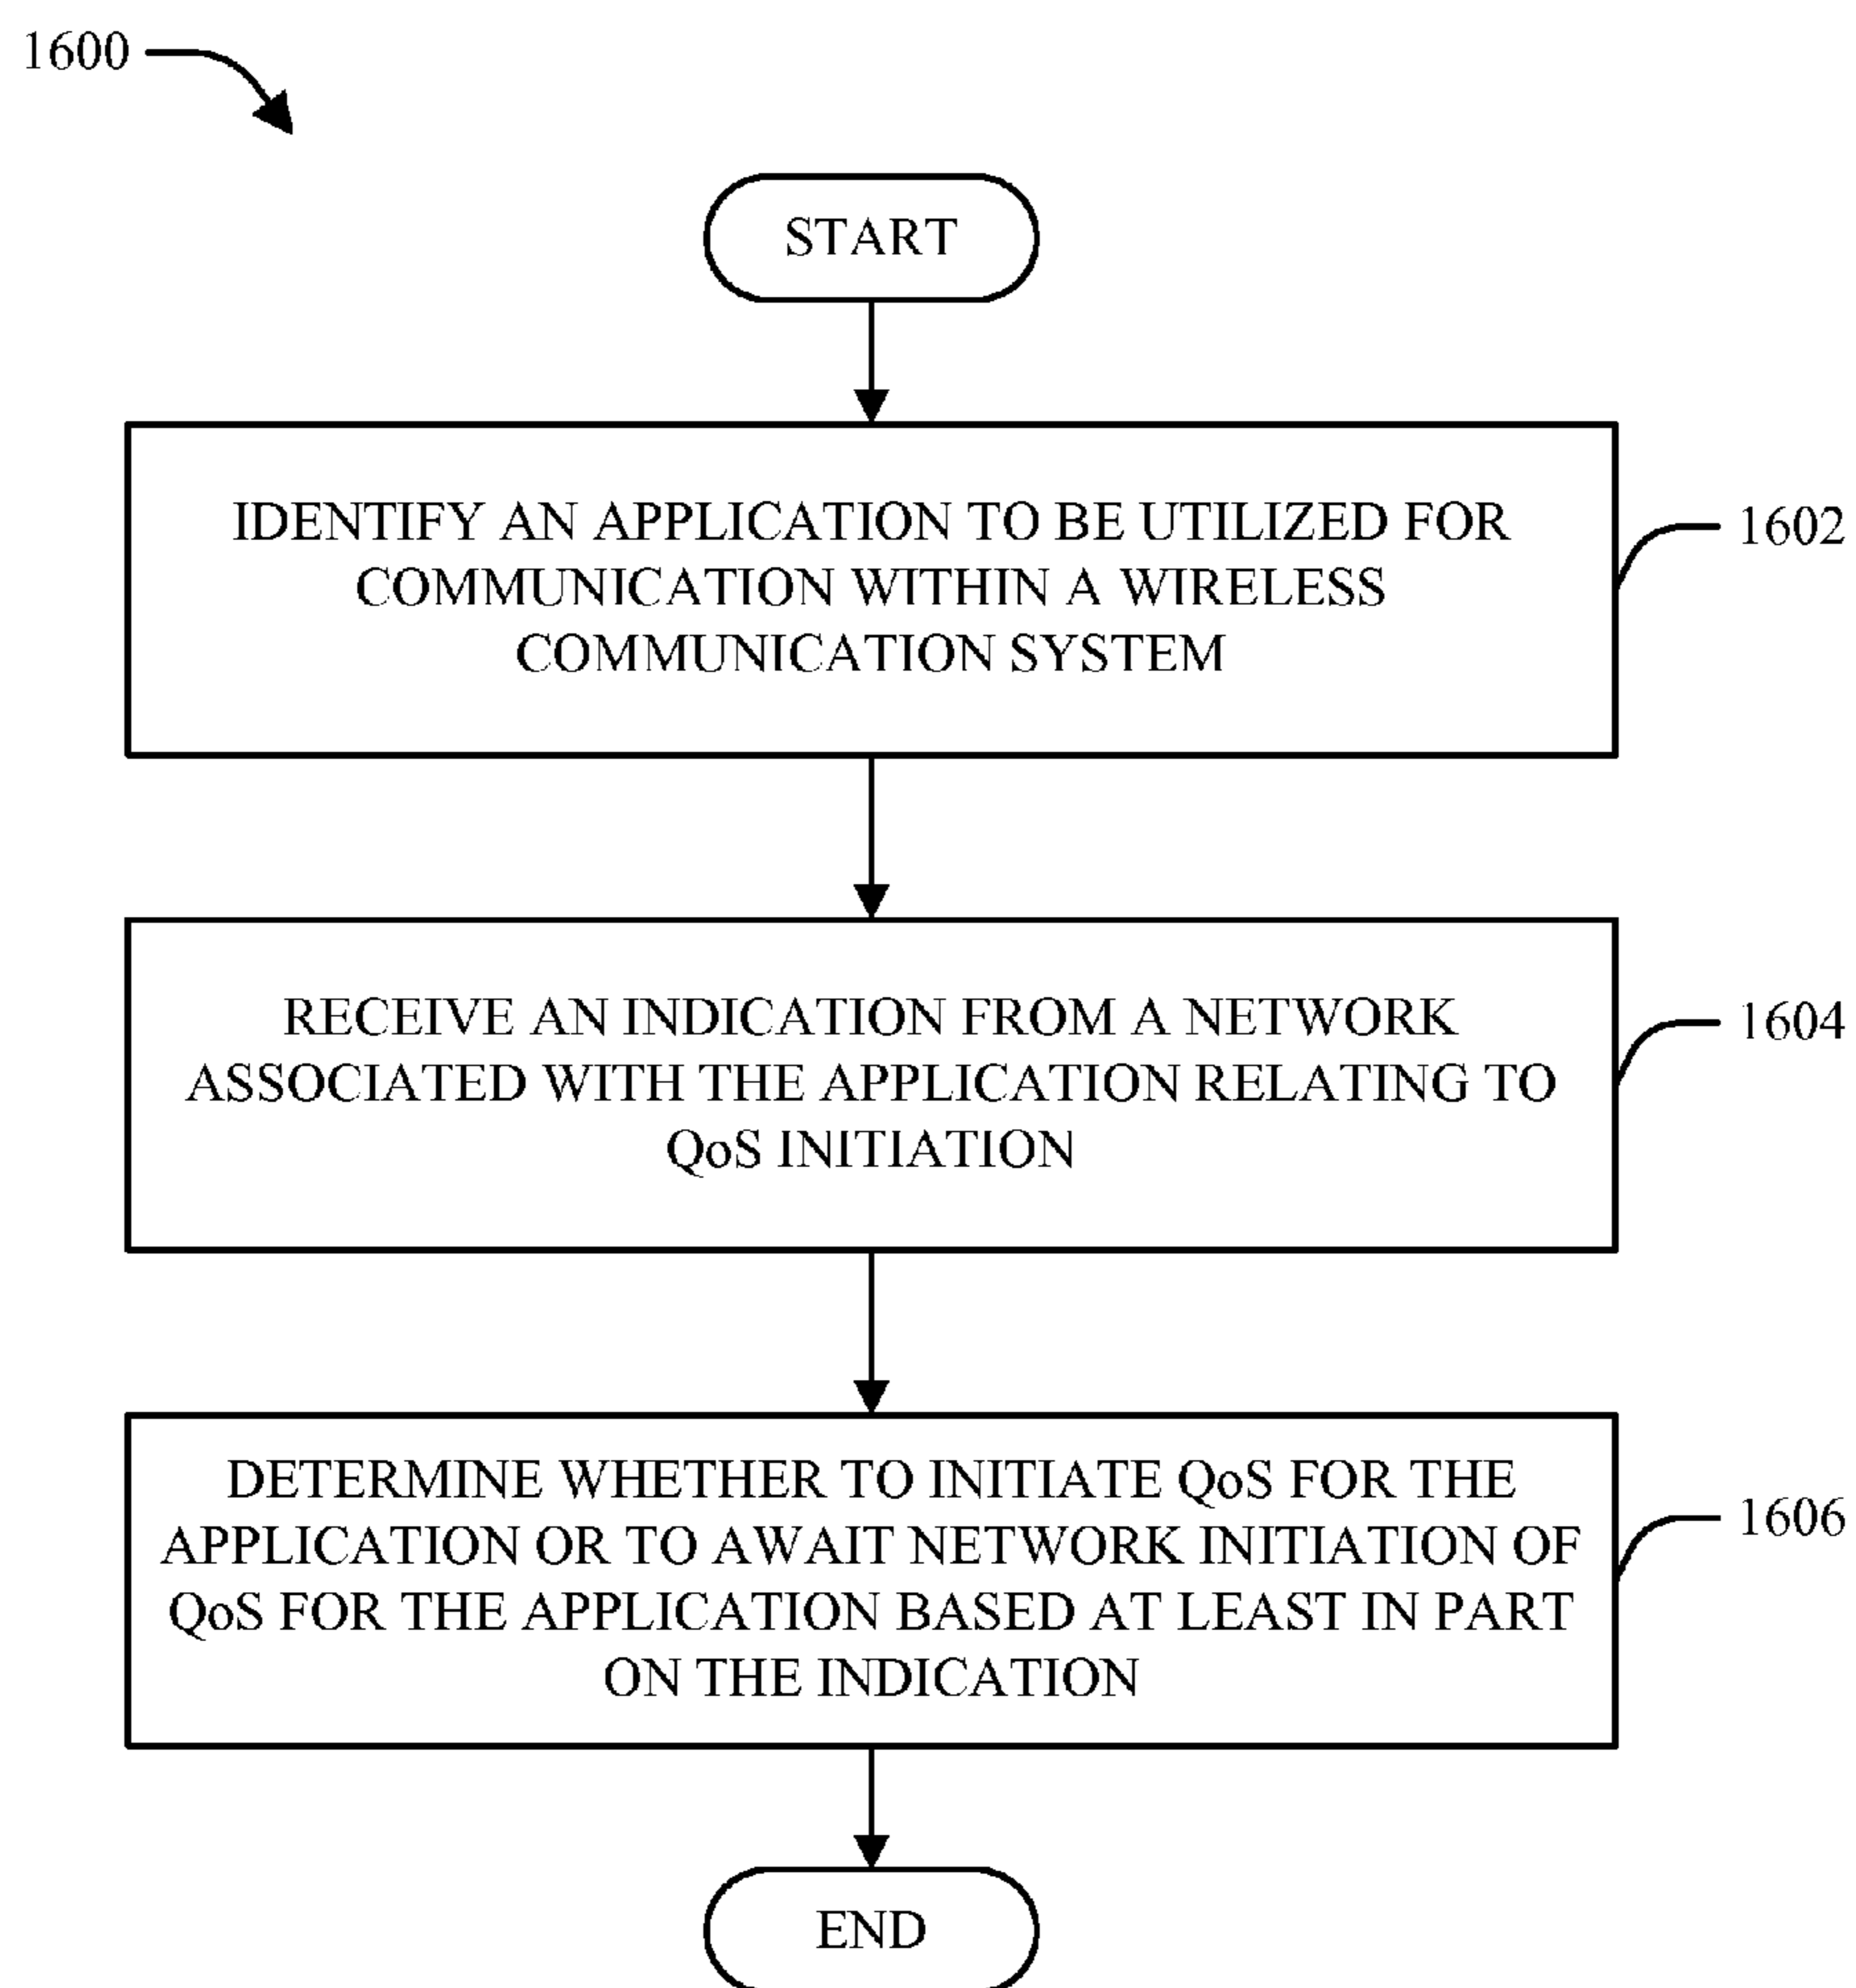 1600
START
IDENTIFY AN APPLICATION TO BE UTILIZED FOR
COMMUNICATION WITHIN A WIRELESS
COMMUNICATION SYSTEM
1602
RECEIVE AN INDICATION FROM A NETWORK
ASSOCIATED WITH THE APPLICATION RELATING TO
QoS INITIATION
1604
DETERMINE WHETHER TO INITIATE QoS FOR THE
APPLICATION OR TO AWAIT NETWORK INITIATION OF
QoS FOR THE APPLICATION BASED AT LEAST IN PART
ON THE INDICATION
1606
END